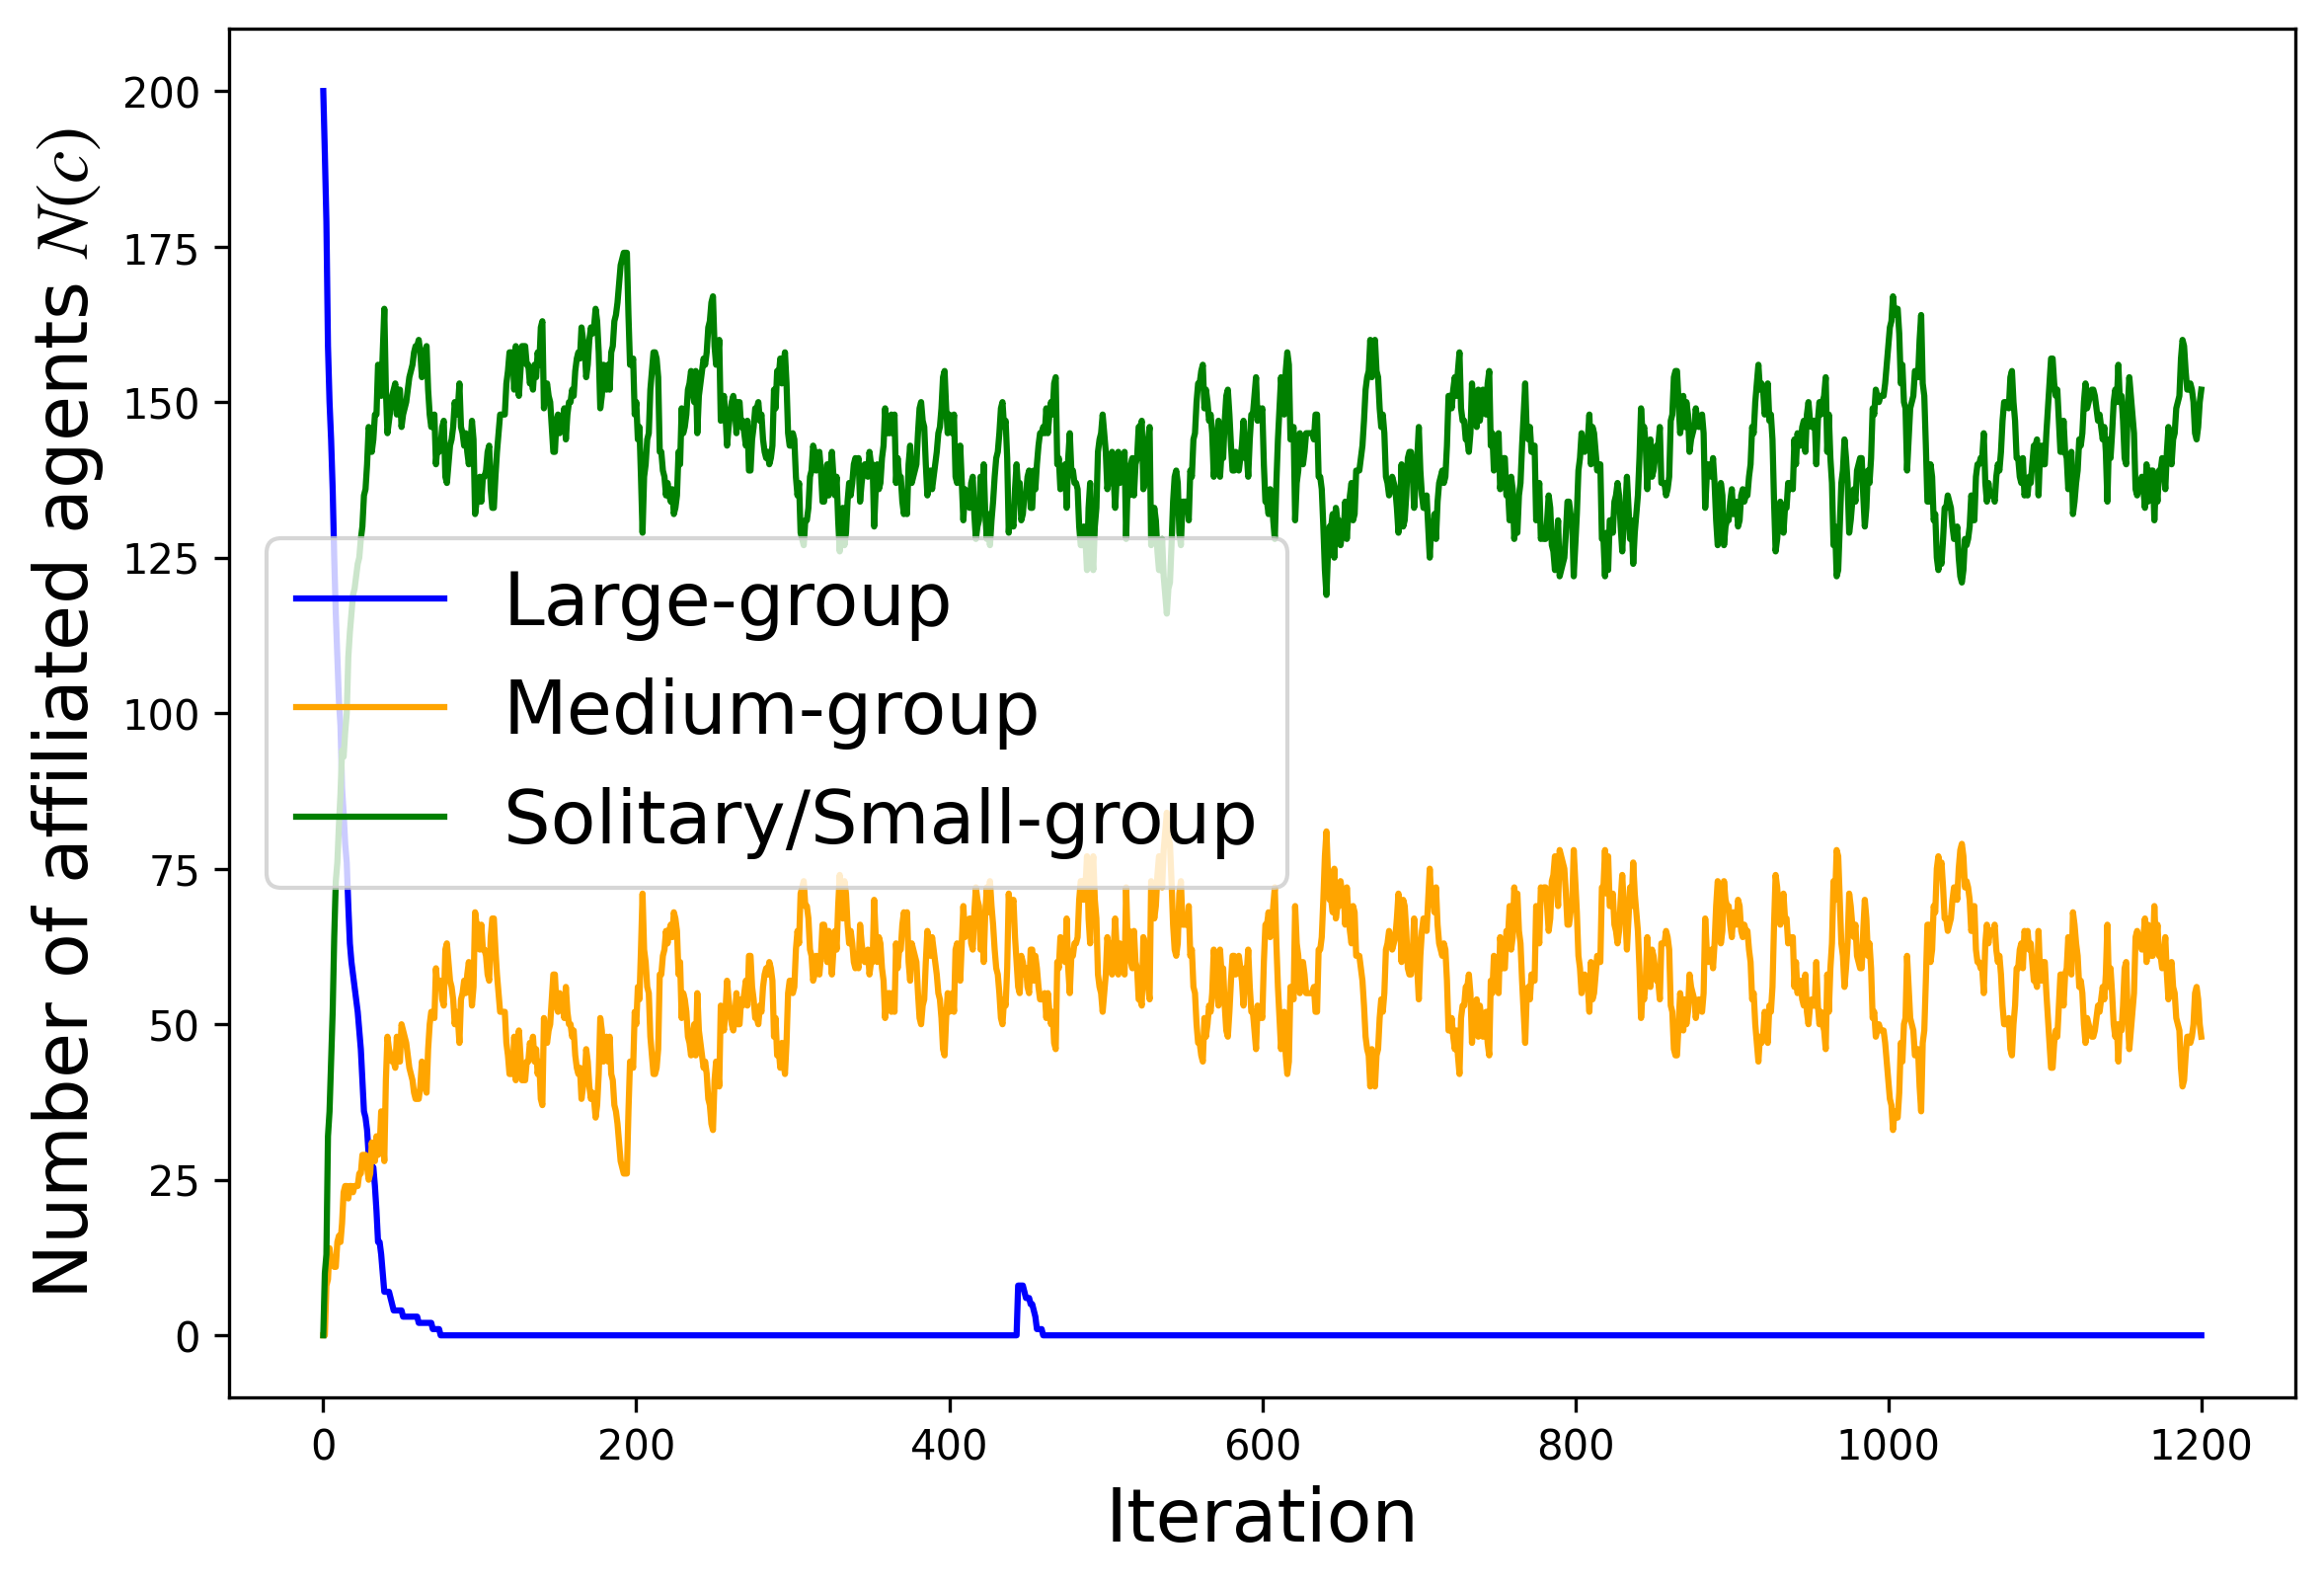 Number of affiliated agents N(c)
200
175
150
125
100
75
50
25
0
Large-group
Medium-group
Solitary/Small-group
0 200 400 600 800 1000 1200
Iteration